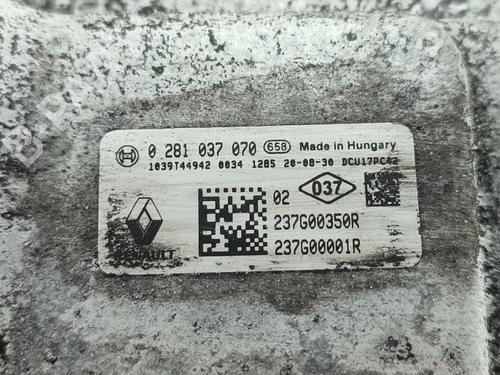 0 281 037 070 658 Made in Hungary
1039T44942 0034 1285 20-08-30 DCU17PC42
02
037
237G00350R
237G00001R